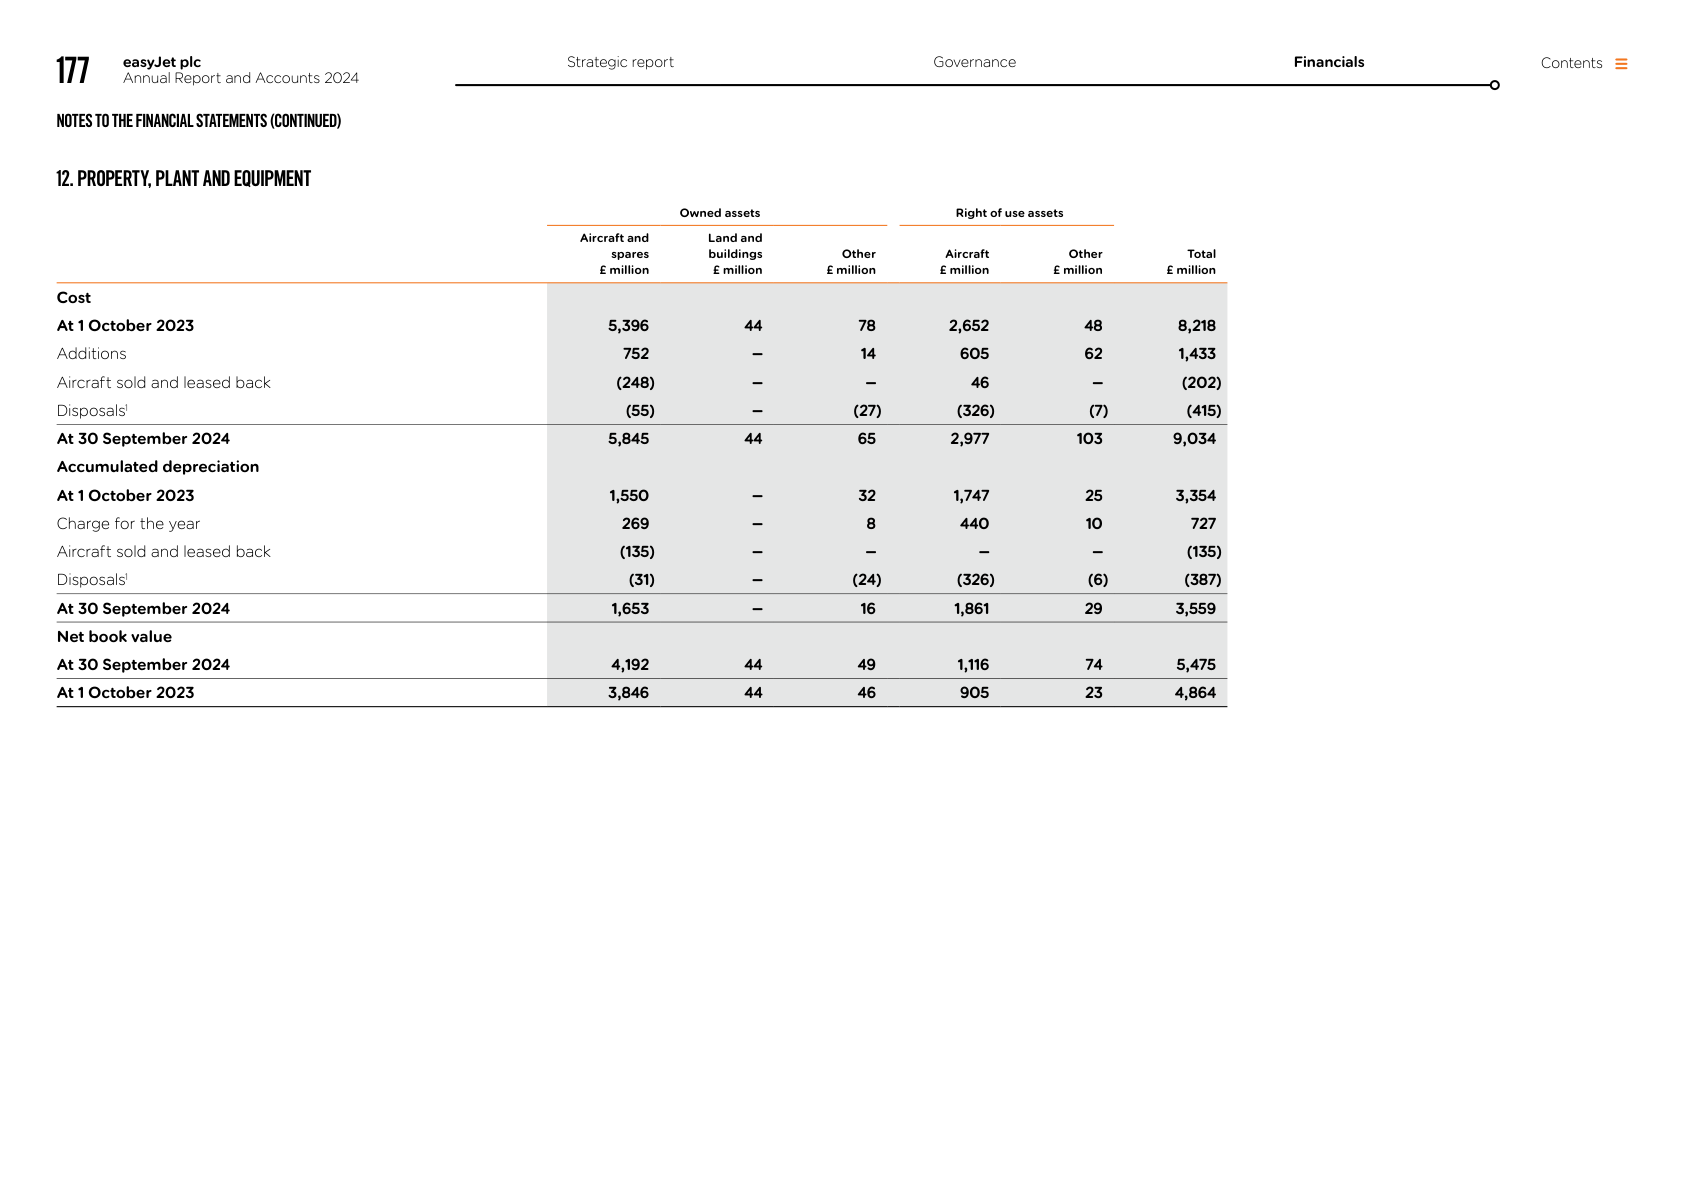 177
easyJet plc
Annual Report and Accounts 2024
Strategic report
Governance
Financials
Contents
NOTES TO THE FINANCIAL STATEMENTS (CONTINUED)
12. PROPERTY, PLANT AND EQUIPMENT
Owned assets Right of use assets
Aircraft and spares £ million Land and buildings £ million Other £ million Aircraft £ million Other £ million Total £ million
Cost
At 1 October 2023 5,396 44 78 2,652 48 8,218
Additions 752 – 14 605 62 1,433
Aircraft sold and leased back (248) – – 46 – (202)
Disposals¹ (55) – (27) (326) (7) (415)
At 30 September 2024 5,845 44 65 2,977 103 9,034
Accumulated depreciation
At 1 October 2023 1,550 – 32 1,747 25 3,354
Charge for the year 269 – 8 440 10 727
Aircraft sold and leased back (135) – – – – (135)
Disposals¹ (31) – (24) (326) (6) (387)
At 30 September 2024 1,653 – 16 1,861 29 3,559
Net book value
At 30 September 2024 4,192 44 49 1,116 74 5,475
At 1 October 2023 3,846 44 46 905 23 4,864